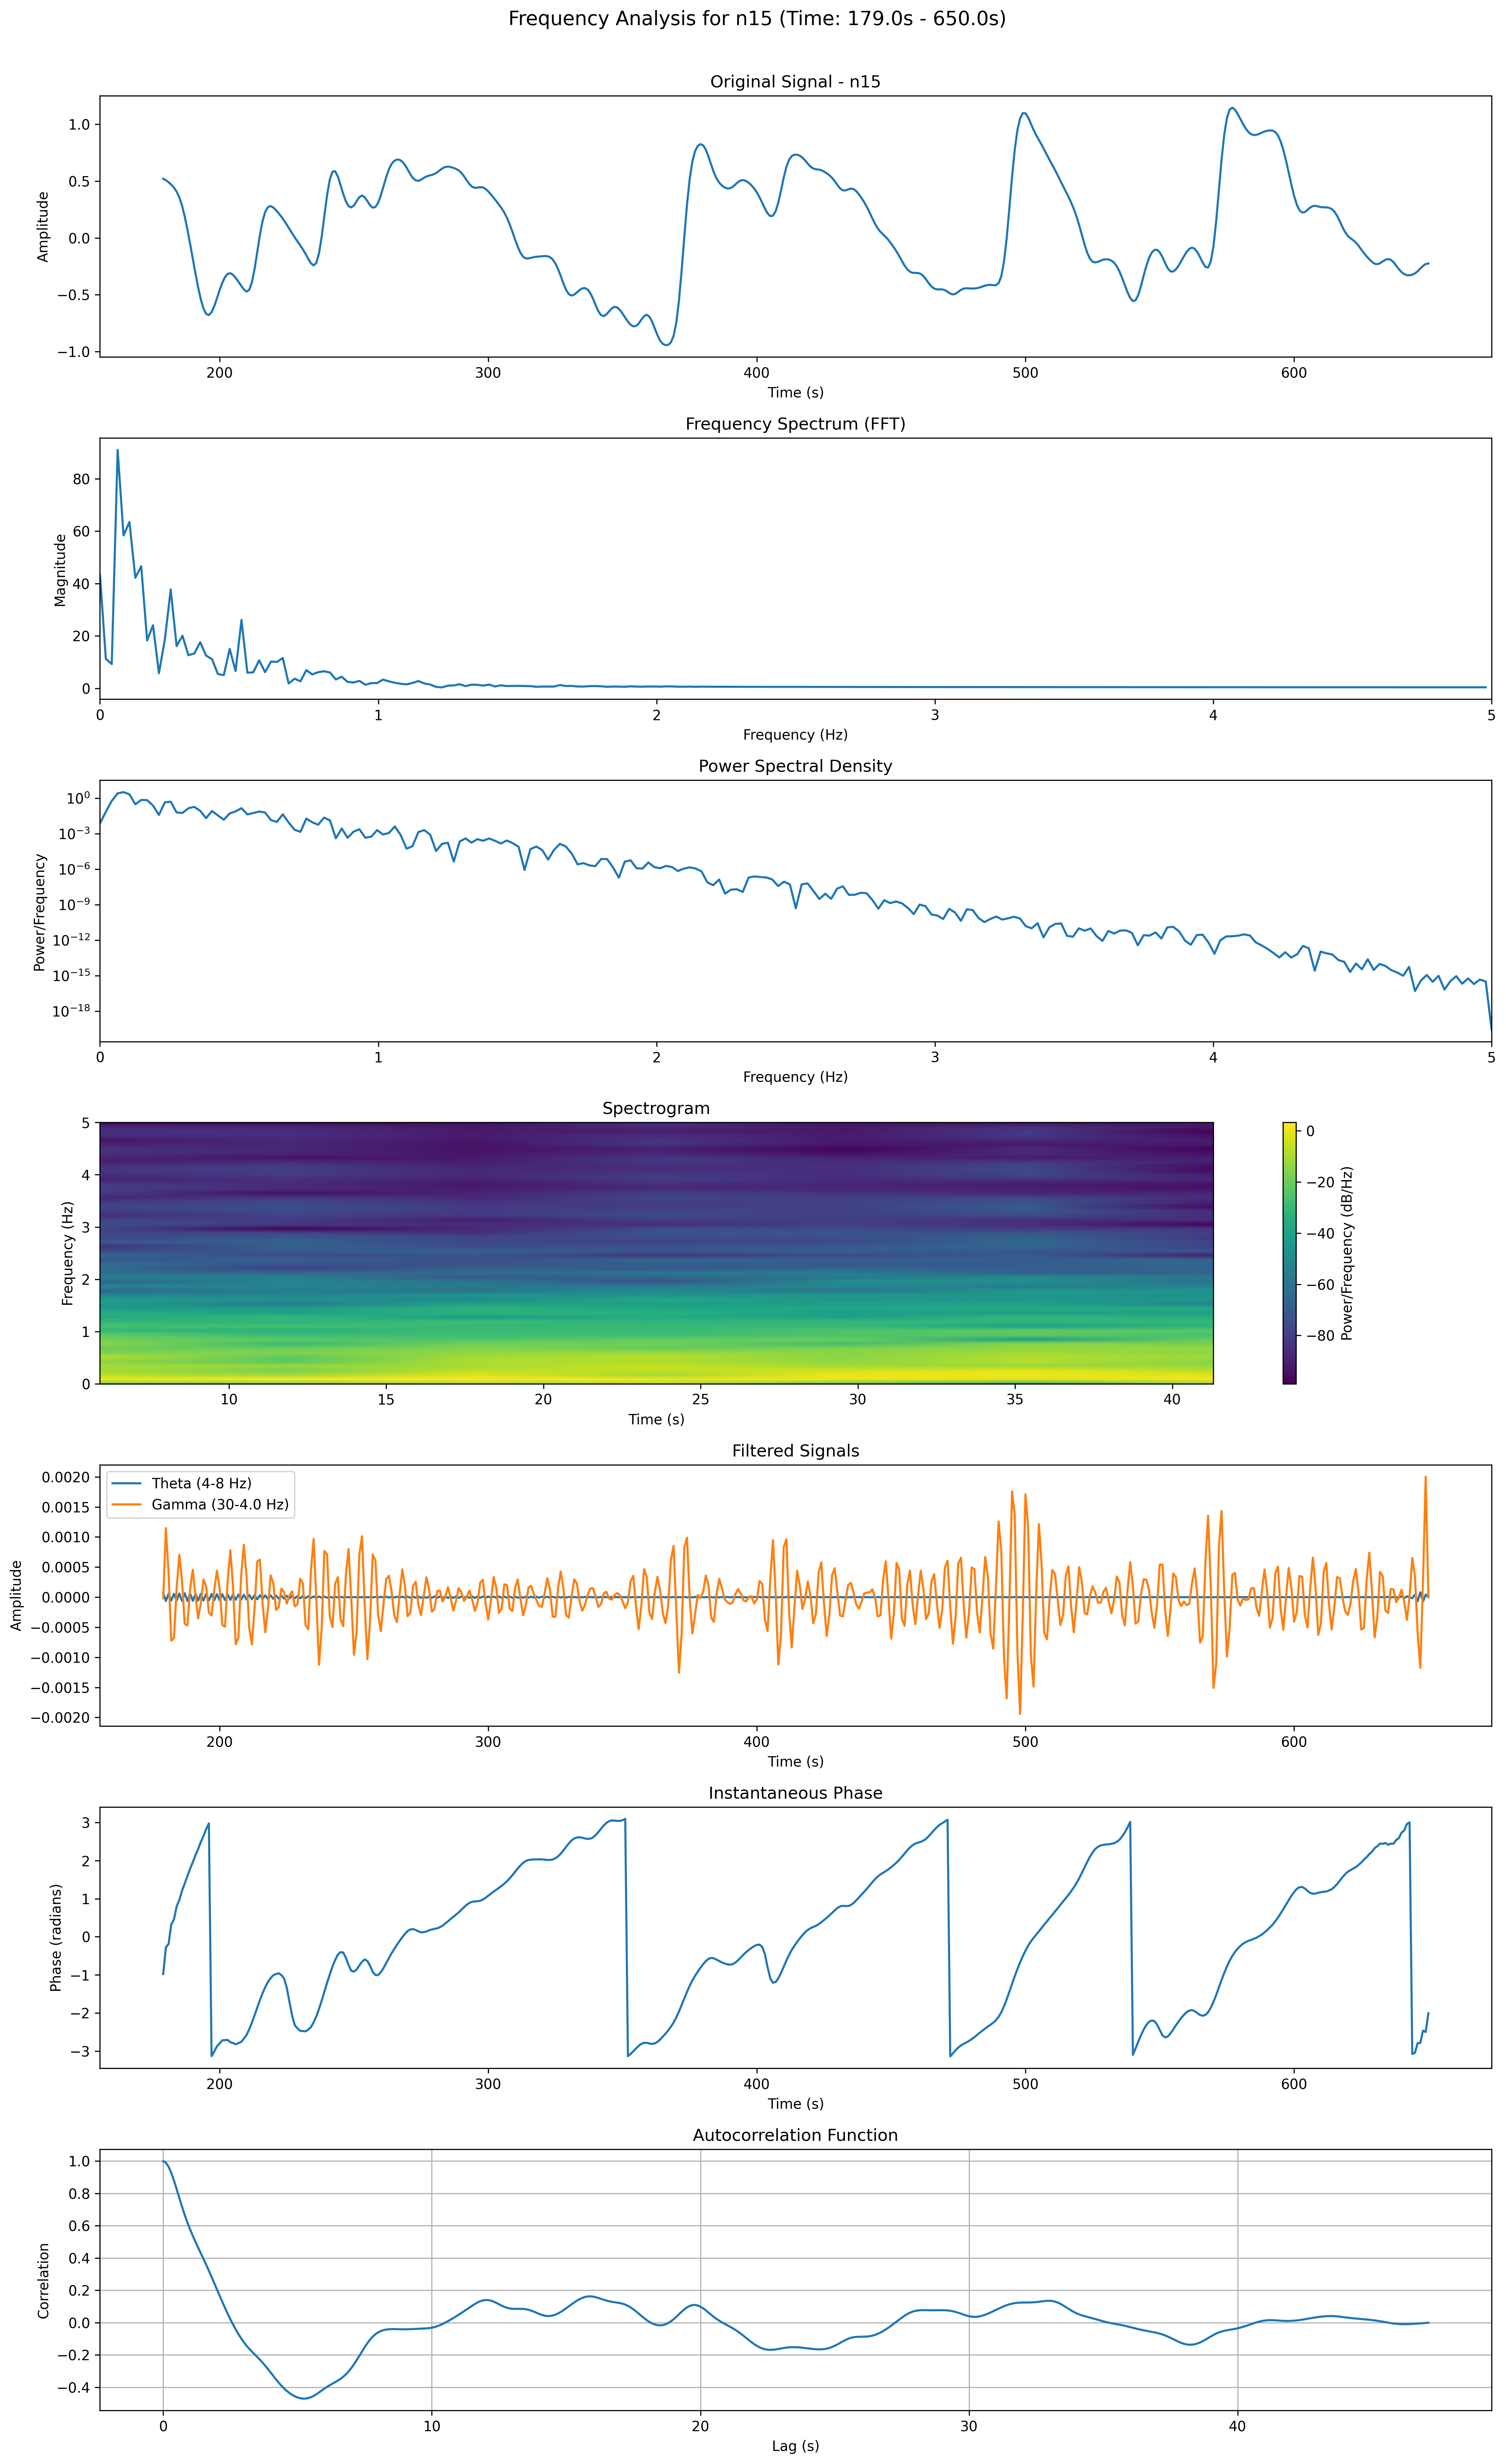 Frequency Analysis for n15 (Time: 179.0s - 650.0s)
Original Signal - n15
1.0
0.5
0.0
−0.5
−1.0
Amplitude
200 300 400 500 600
Time (s)
Frequency Spectrum (FFT)
80
60
40
20
0
Magnitude
0 1 2 3 4 5
Frequency (Hz)
Power Spectral Density
10⁰
10⁻³
10⁻⁶
10⁻⁹
10⁻¹²
10⁻¹⁵
10⁻¹⁸
Power/Frequency
0 1 2 3 4 5
Frequency (Hz)
Spectrogram
5
4
3
2
1
0
Frequency (Hz)
10 15 20 25 30 35 40
Time (s)
0
−20
−40
−60
−80
Power/Frequency (dB/Hz)
Filtered Signals
Theta (4-8 Hz)
Gamma (30-4.0 Hz)
0.0020
0.0015
0.0010
0.0005
0.0000
−0.0005
−0.0010
−0.0015
−0.0020
Amplitude
200 300 400 500 600
Time (s)
Instantaneous Phase
3
2
1
0
−1
−2
−3
Phase (radians)
200 300 400 500 600
Time (s)
Autocorrelation Function
1.0
0.8
0.6
0.4
0.2
0.0
−0.2
−0.4
Correlation
0 10 20 30 40
Lag (s)